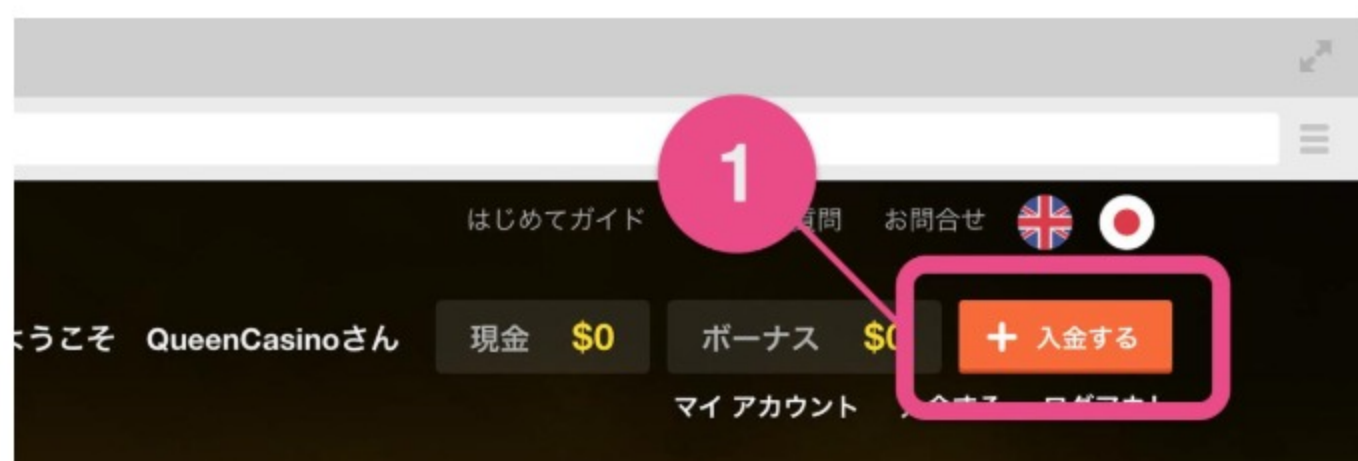 1
はじめてガイド 質問 お問合せ
ようこそ QueenCasinoさん 現金 $0 ボーナス $0 + 入金する
マイ アカウント